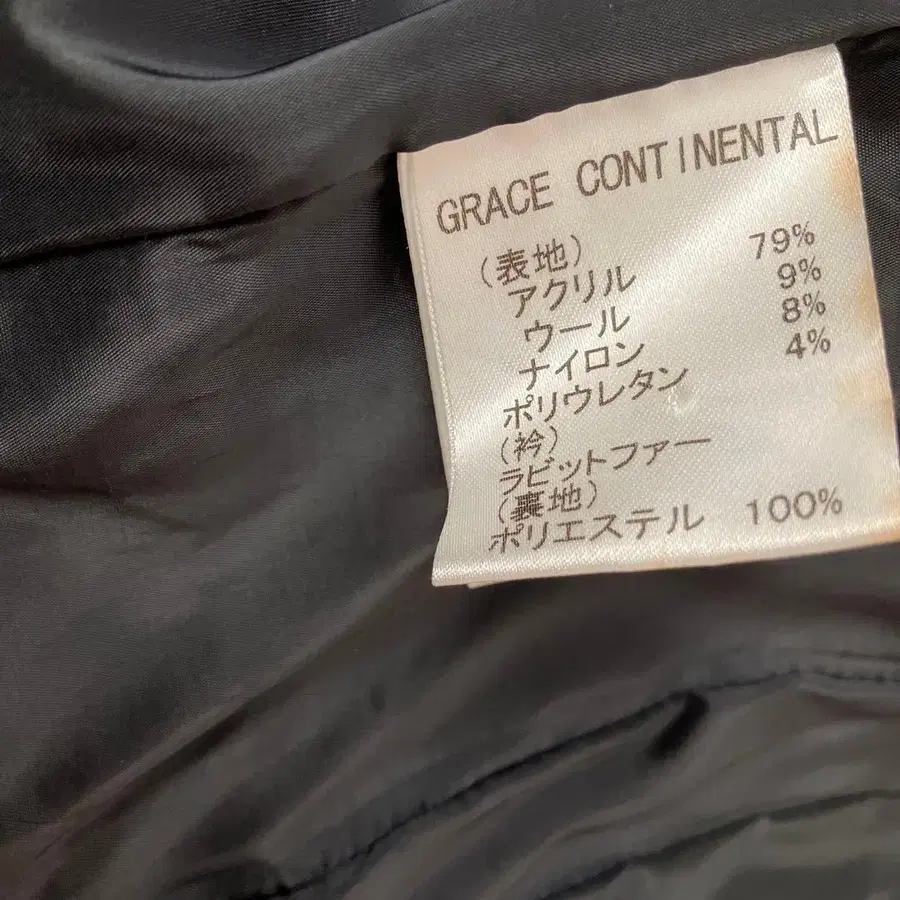 GRACE CONTINENTAL
(表地)
アクリル 79%
ウール 9%
ナイロン 8%
ポリウレタン 4%
(衿)
ラビットファー
(裏地)
ポリエステル 100%